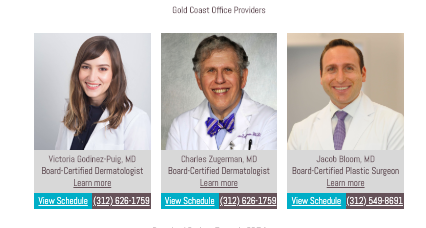 Gold Coast Office Providers
Victoria Godinez-Puig, MD
Board-Certified Dermatologist
Learn more
View Schedule (312) 626-1759
Charles Zugerman, MD
Board-Certified Dermatologist
Learn more
View Schedule (312) 626-1759
Jacob Bloom, MD
Board-Certified Plastic Surgeon
Learn more
View Schedule (312) 549-8691